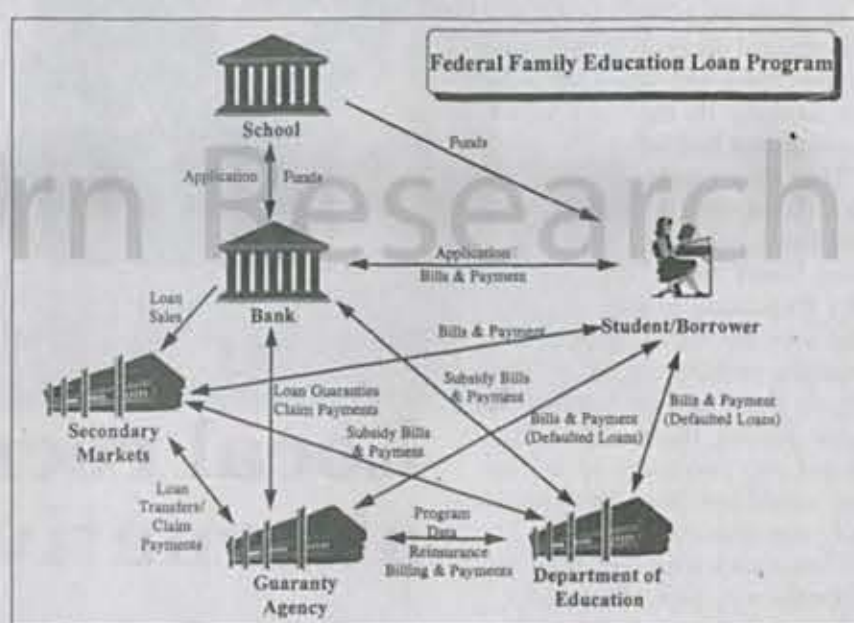 Federal Family Education Loan Program
School
Funds
Application Funds
rn Research
Application
Bills & Payment
Bank
Student/Borrower
Loan
Sales
Bills & Payment
Loan Guaranties
Claim Payments
Subsidy Bills
& Payment
Bills & Payment
(Defaulted Loans)
Bills & Payment
(Defaulted Loans)
Secondary
Markets
Subsidy Bills
& Payment
Loan
Transfers/
Claim
Payments
Program
Data
Reinsurance
Billing & Payments
Guaranty
Agency
Department of
Education